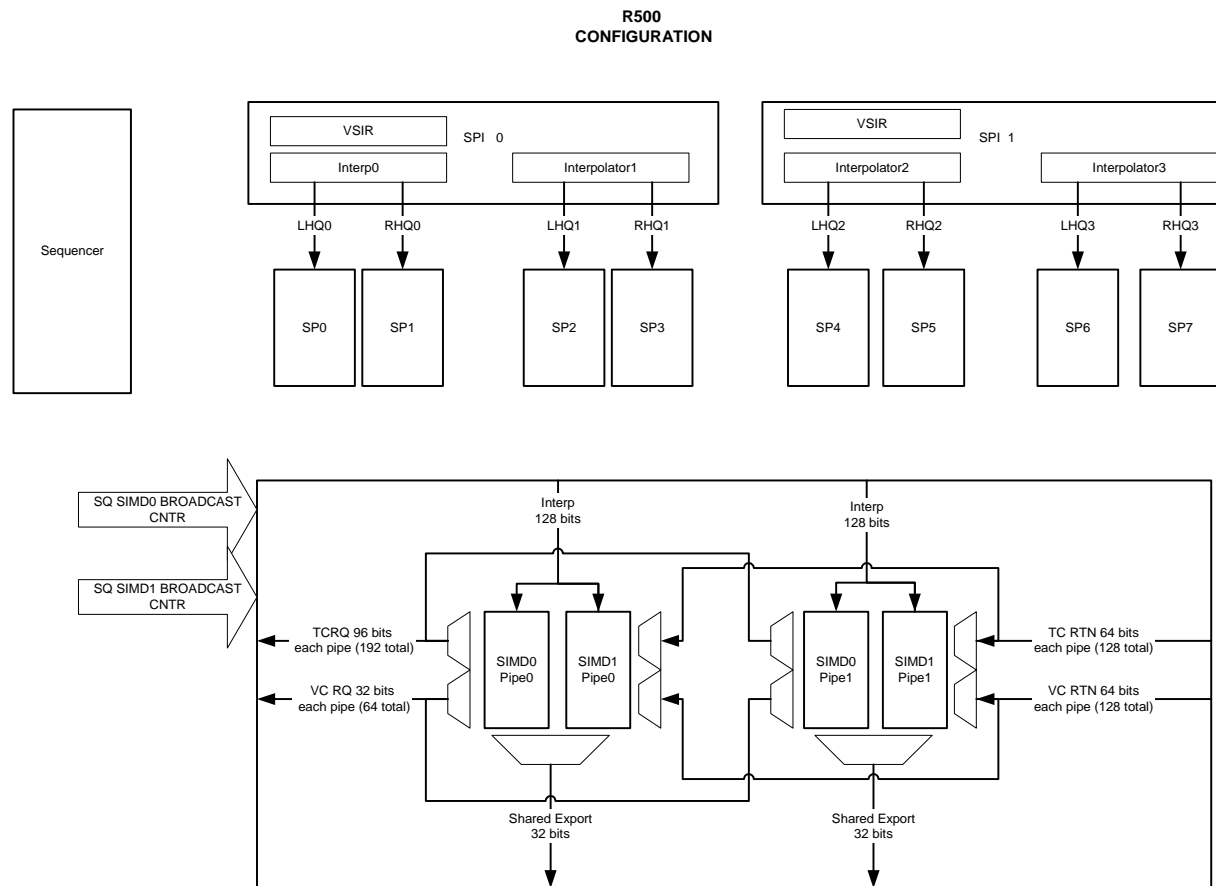 R500
CONFIGURATION
Sequencer
VSIR
SPI 0
Interp0
Interpolator1
VSIR
SPI 1
Interpolator2
Interpolator3
LHQ0
RHQ0
LHQ1
RHQ1
LHQ2
RHQ2
LHQ3
RHQ3
SP0
SP1
SP2
SP3
SP4
SP5
SP6
SP7
SQ SIMD0 BROADCAST
CNTR
SQ SIMD1 BROADCAST
CNTR
Interp
128 bits
Interp
128 bits
TCRQ 96 bits
each pipe (192 total)
VC RQ 32 bits
each pipe (64 total)
SIMD0
Pipe0
SIMD1
Pipe0
SIMD0
Pipe1
SIMD1
Pipe1
TC RTN 64 bits
each pipe (128 total)
VC RTN 64 bits
each pipe (128 total)
Shared Export
32 bits
Shared Export
32 bits